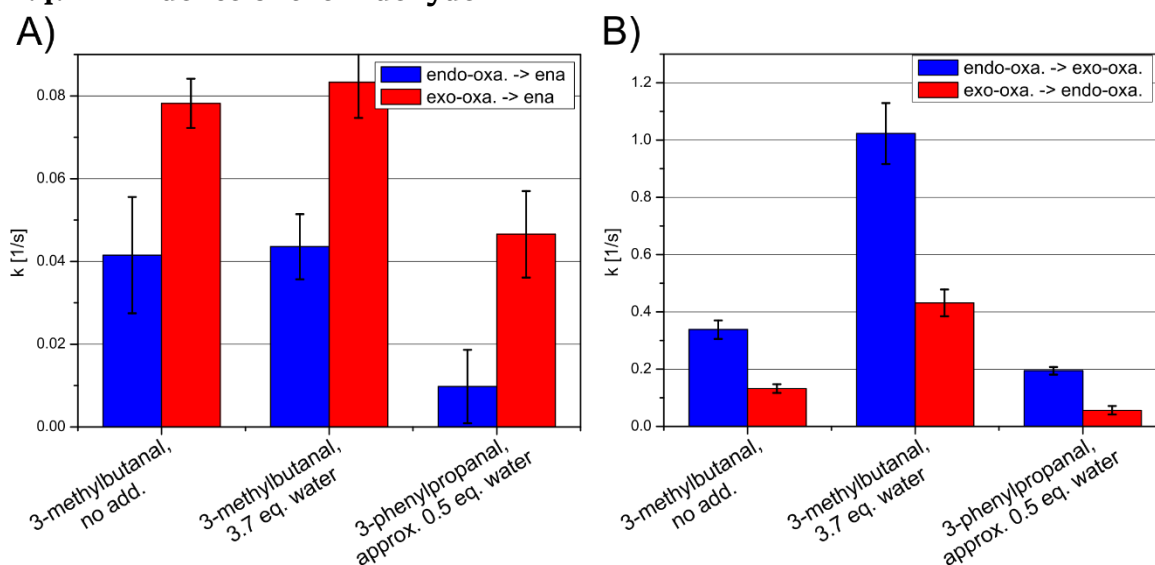 A)
B)
endo-oxa. -> ena
exo-oxa. -> ena
k [1/s]
0.08
0.06
0.04
0.02
0.00
3-methylbutanal,
no add.
3-methylbutanal,
3.7 eq. water
3-phenylpropanal,
approx. 0.5 eq. water
endo-oxa. -> exo-oxa.
exo-oxa. -> endo-oxa.
k [1/s]
1.2
1.0
0.8
0.6
0.4
0.2
0.0
3-methylbutanal,
no add.
3-methylbutanal,
3.7 eq. water
3-phenylpropanal,
approx. 0.5 eq. water